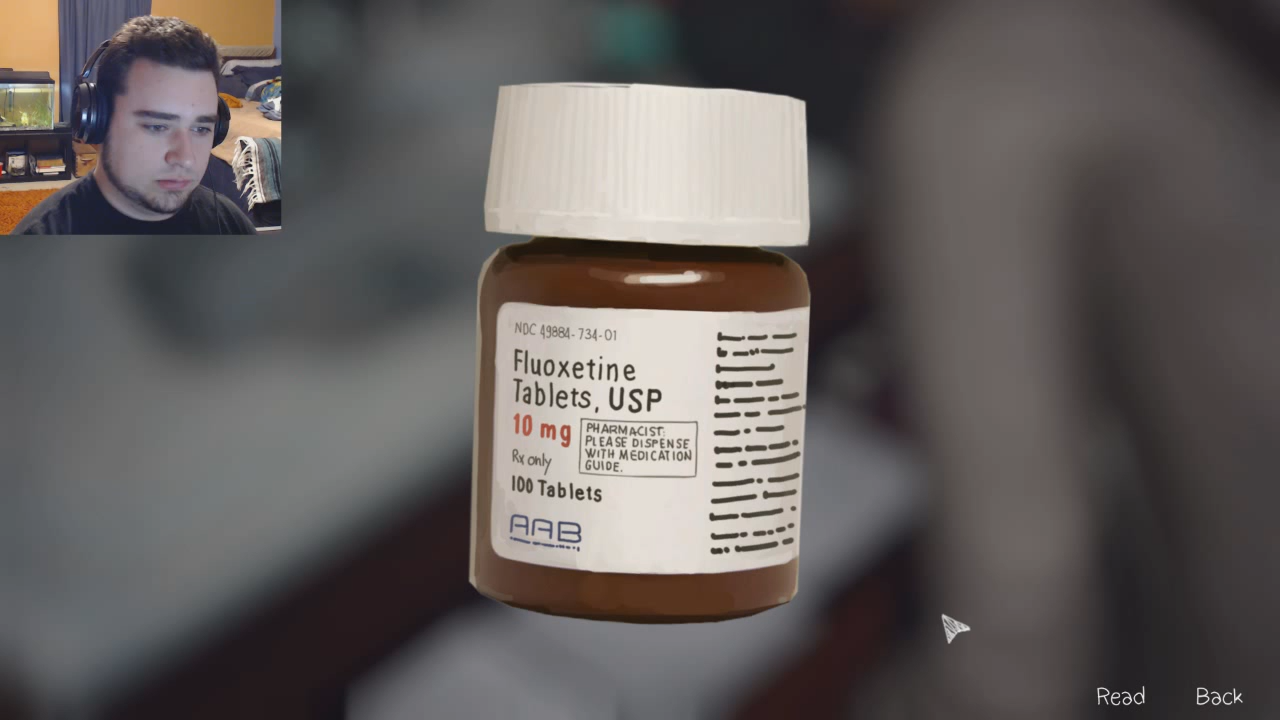 NDC 49884-734-01
Fluoxetine
Tablets, USP
10 mg
PHARMACIST:
PLEASE DISPENSE
WITH MEDICATION
GUIDE.
Rx only
100 Tablets
AAB
Read
Back